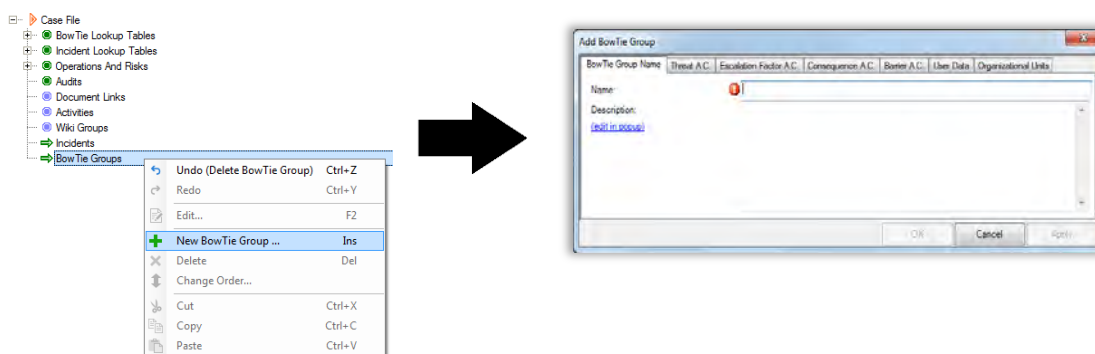 Case File
BowTie Lookup Tables
Incident Lookup Tables
Operations And Risks
Audits
Document Links
Activities
Wiki Groups
Incidents
BowTie Groups
Undo (Delete BowTie Group) Ctrl+Z
Redo Ctrl+Y
Edit... F2
New BowTie Group ... Ins
Delete Del
Change Order...
Cut Ctrl+X
Copy Ctrl+C
Paste Ctrl+V
Add BowTie Group
BowTie Group Name Threat A.C. Escalation Factor A.C. Consequence A.C. Barrier A.C. User Data Organizational Units
Name:
Description:
(edit in popup)
OK Cancel Apply